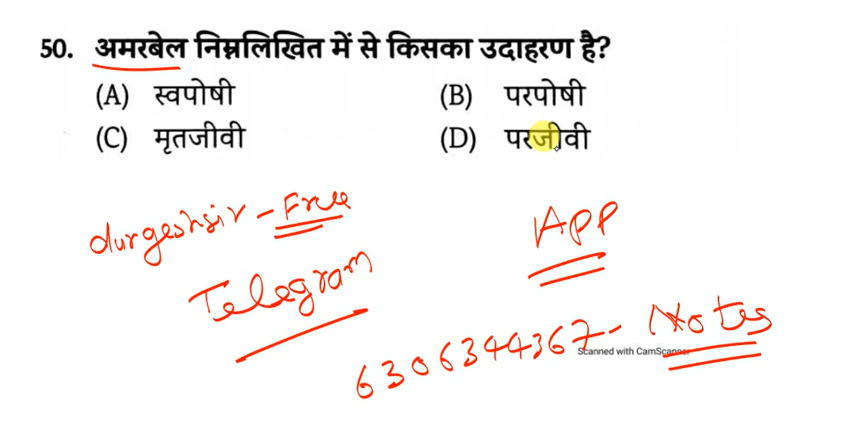 50. अमरबेल निम्नलिखित में से किसका उदाहरण है?
(A) स्वपोषी (B) परपोषी
(C) मृतजीवी (D) परजीवी
durgeshsir - Free
APP
Telegram
6306344367 - Notes
Scanned with CamScanner